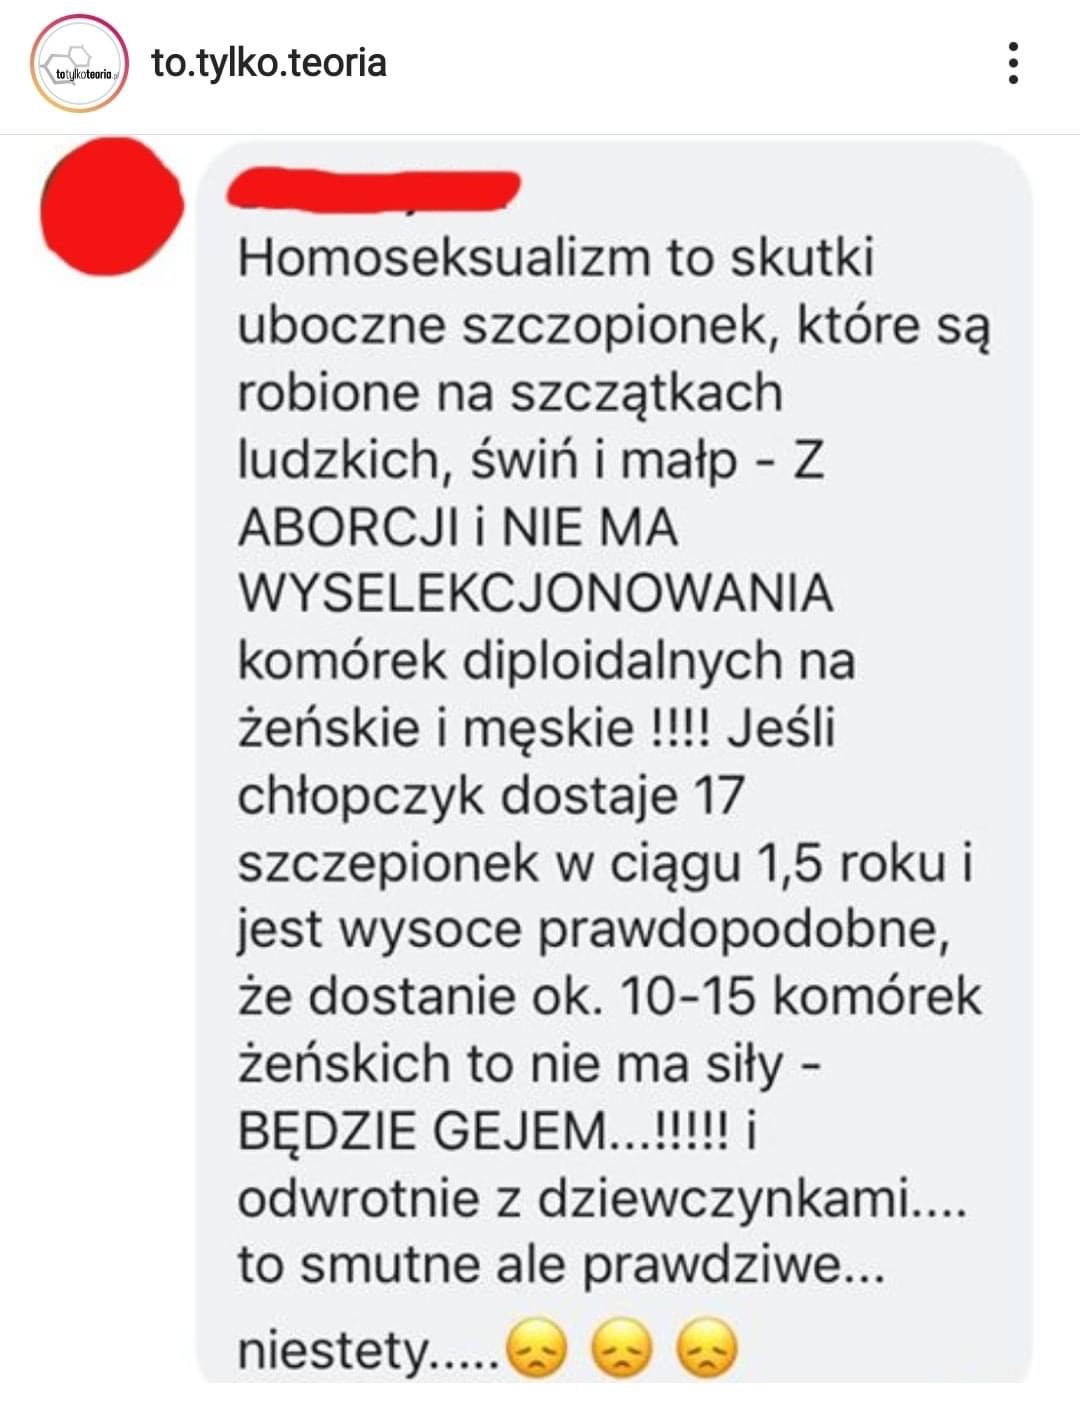 totylkoteoria.pl
to.tylko.teoria
Homoseksualizm to skutki
uboczne szczopionek, które są
robione na szczątkach
ludzkich, świń i małp - Z
ABORCJI i NIE MA
WYSELEKCJONOWANIA
komórek diploidalnych na
żeńskie i męskie !!!! Jeśli
chłopczyk dostaje 17
szczepionek w ciągu 1,5 roku i
jest wysoce prawdopodobne,
że dostanie ok. 10-15 komórek
żeńskich to nie ma siły -
BĘDZIE GEJEM...!!!!! i
odwrotnie z dziewczynkami....
to smutne ale prawdziwe...
niestety.....😞 😞 😞